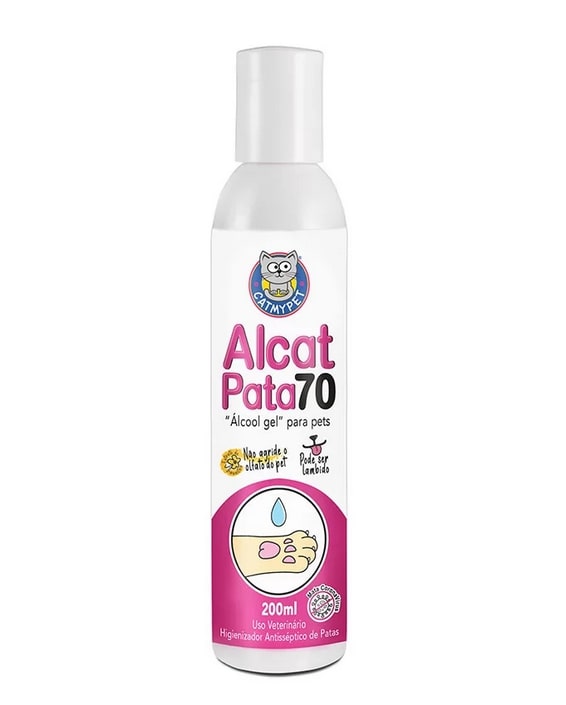 CATMYPET
Alcat
Pata70
"Álcool gel" para pets
Não agride o
olfato do pet
Pode ser
lambido
200ml
Uso Veterinário
Higienizador Antisséptico de Patas